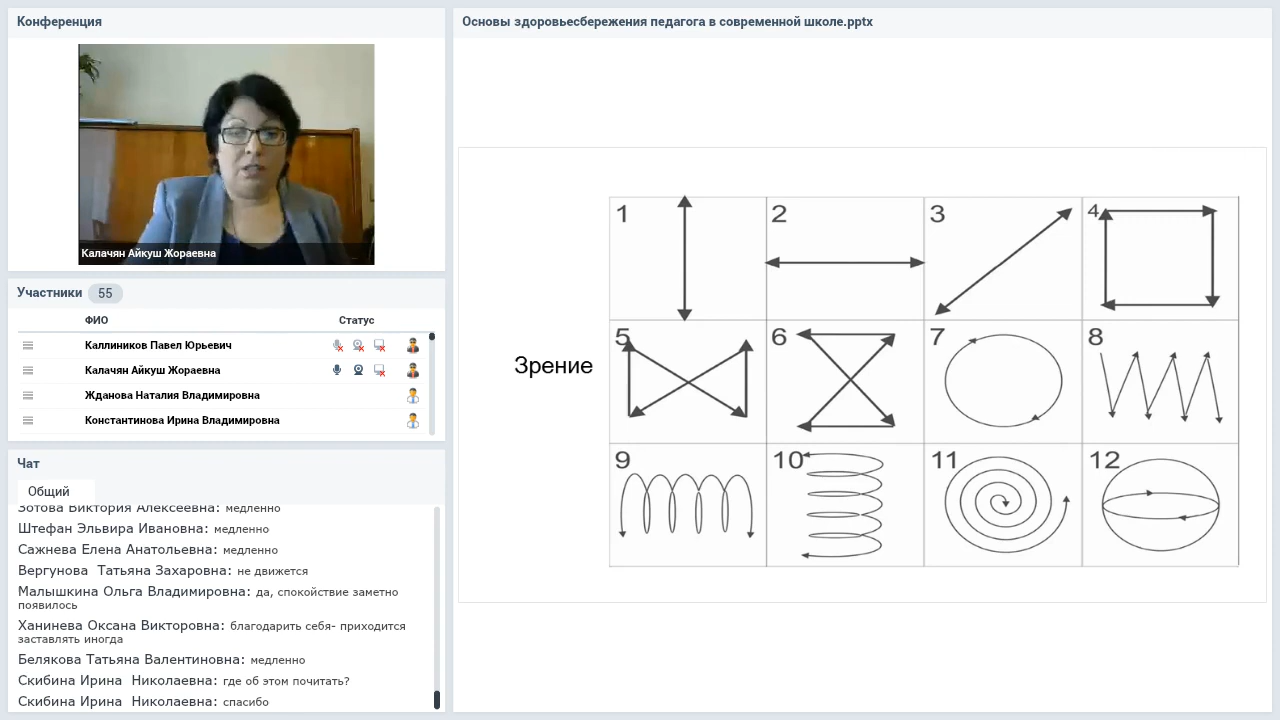 Конференция
Калачян Айкуш Жораевна
Участники 55
ФИО Статус
Каллиников Павел Юрьевич
Калачян Айкуш Жораевна
Жданова Наталия Владимировна
Константинова Ирина Владимировна
Чат
Общий
Зотова Виктория Алексеевна: медленно
Штефан Эльвира Ивановна: медленно
Сажнева Елена Анатольевна: медленно
Вергунова Татьяна Захаровна: не движется
Малышкина Ольга Владимировна: да, спокойствие заметно
появилось
Ханинева Оксана Викторовна: благодарить себя- приходится
заставлять иногда
Белякова Татьяна Валентиновна: медленно
Скибина Ирина Николаевна: где об этом почитать?
Скибина Ирина Николаевна: спасибо
Основы здоровьесбережения педагога в современной школе.pptx
Зрение
1 2 3 4
5 6 7 8
9 10 11 12